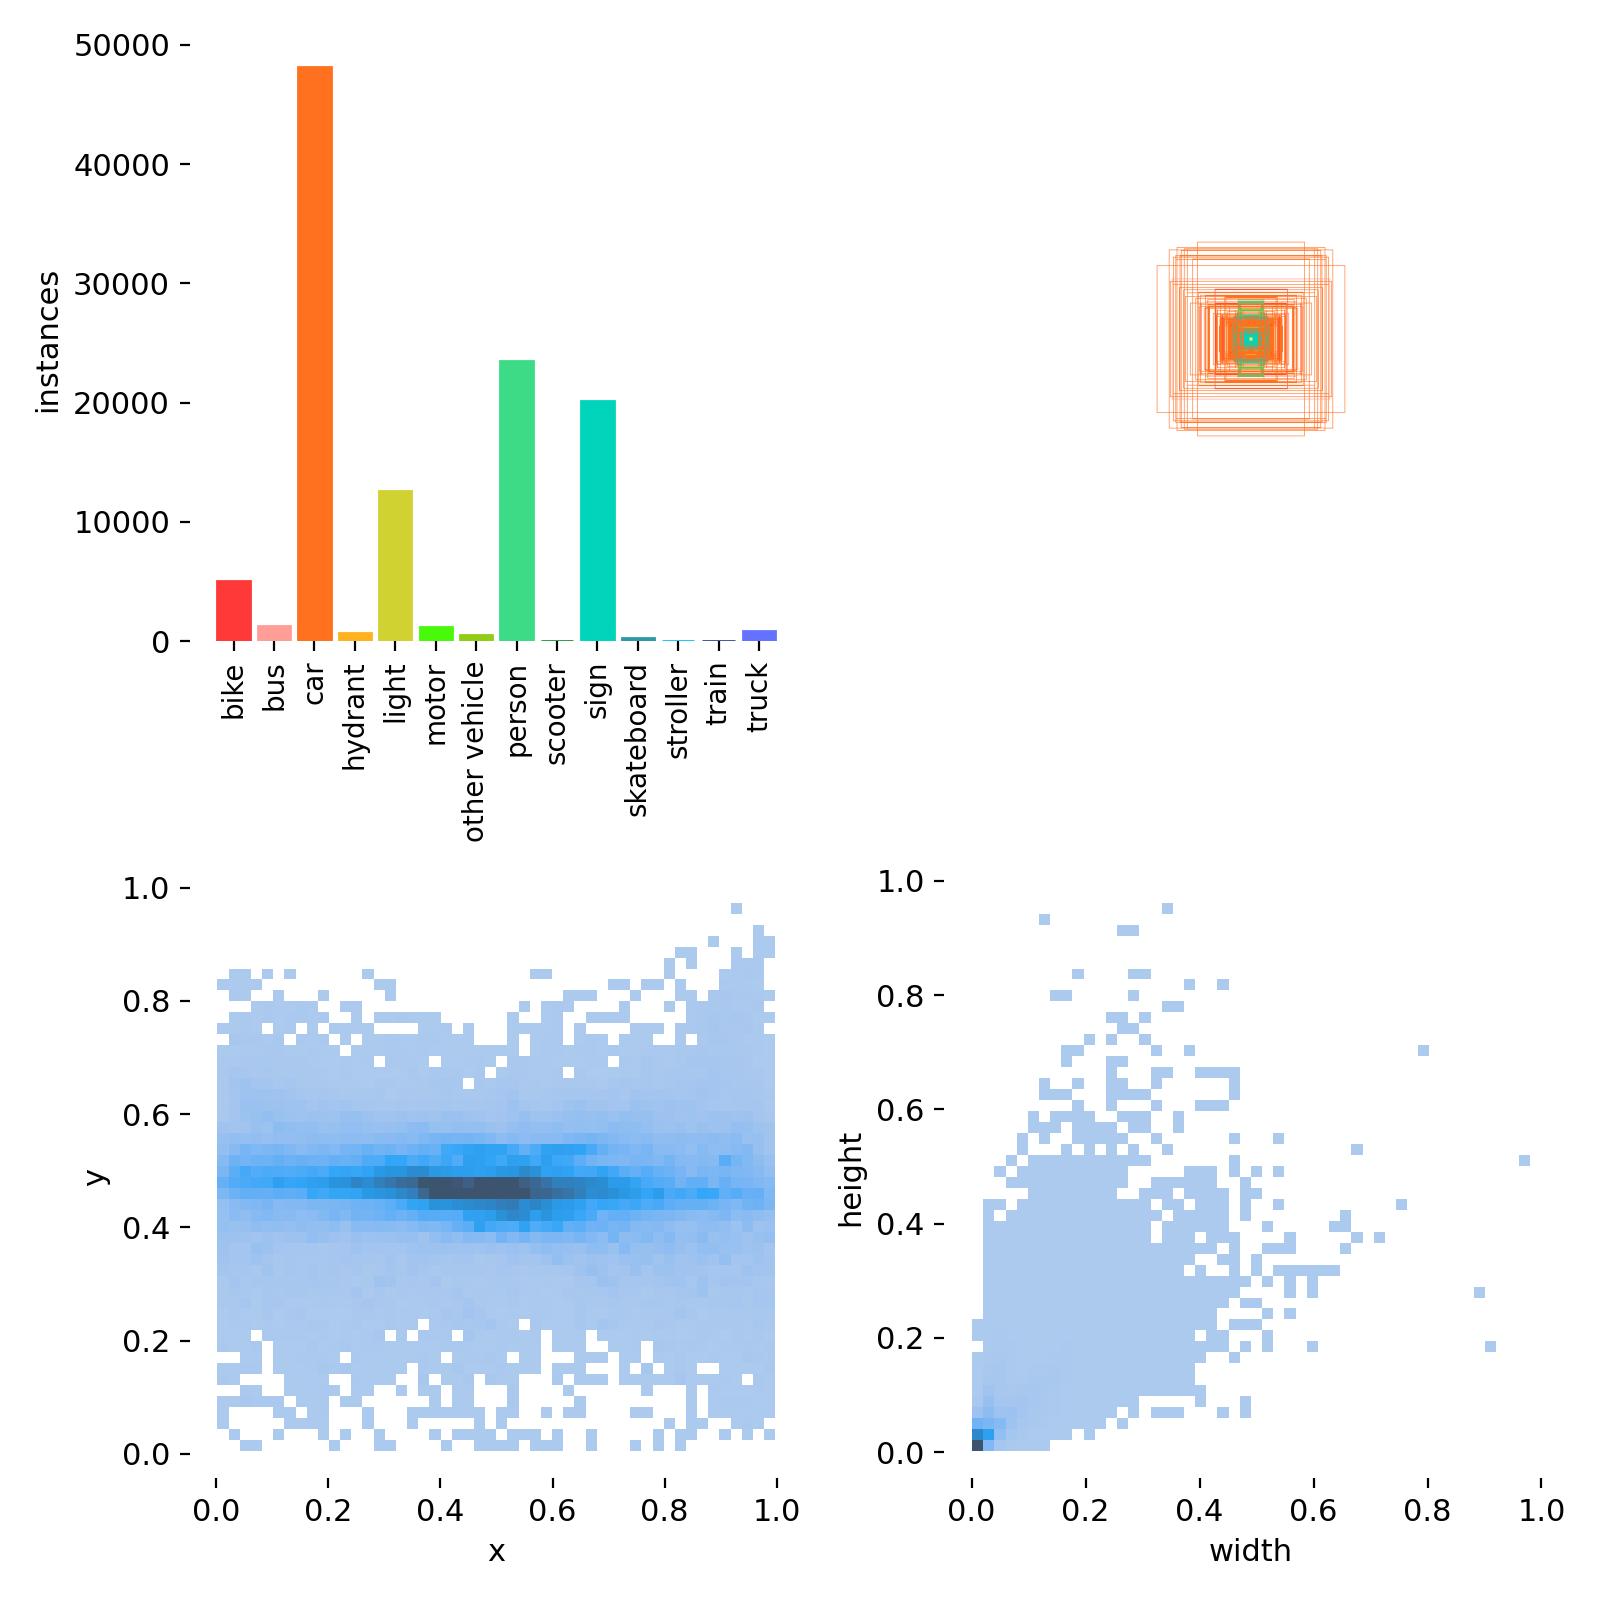 50000
40000
30000
20000
10000
0
instances
bike
bus
car
hydrant
light
motor
other vehicle
person
scooter
sign
skateboard
stroller
train
truck
1.0
0.8
0.6
0.4
0.2
0.0
y
0.0 0.2 0.4 0.6 0.8 1.0
x
1.0
0.8
0.6
0.4
0.2
0.0
height
0.0 0.2 0.4 0.6 0.8 1.0
width